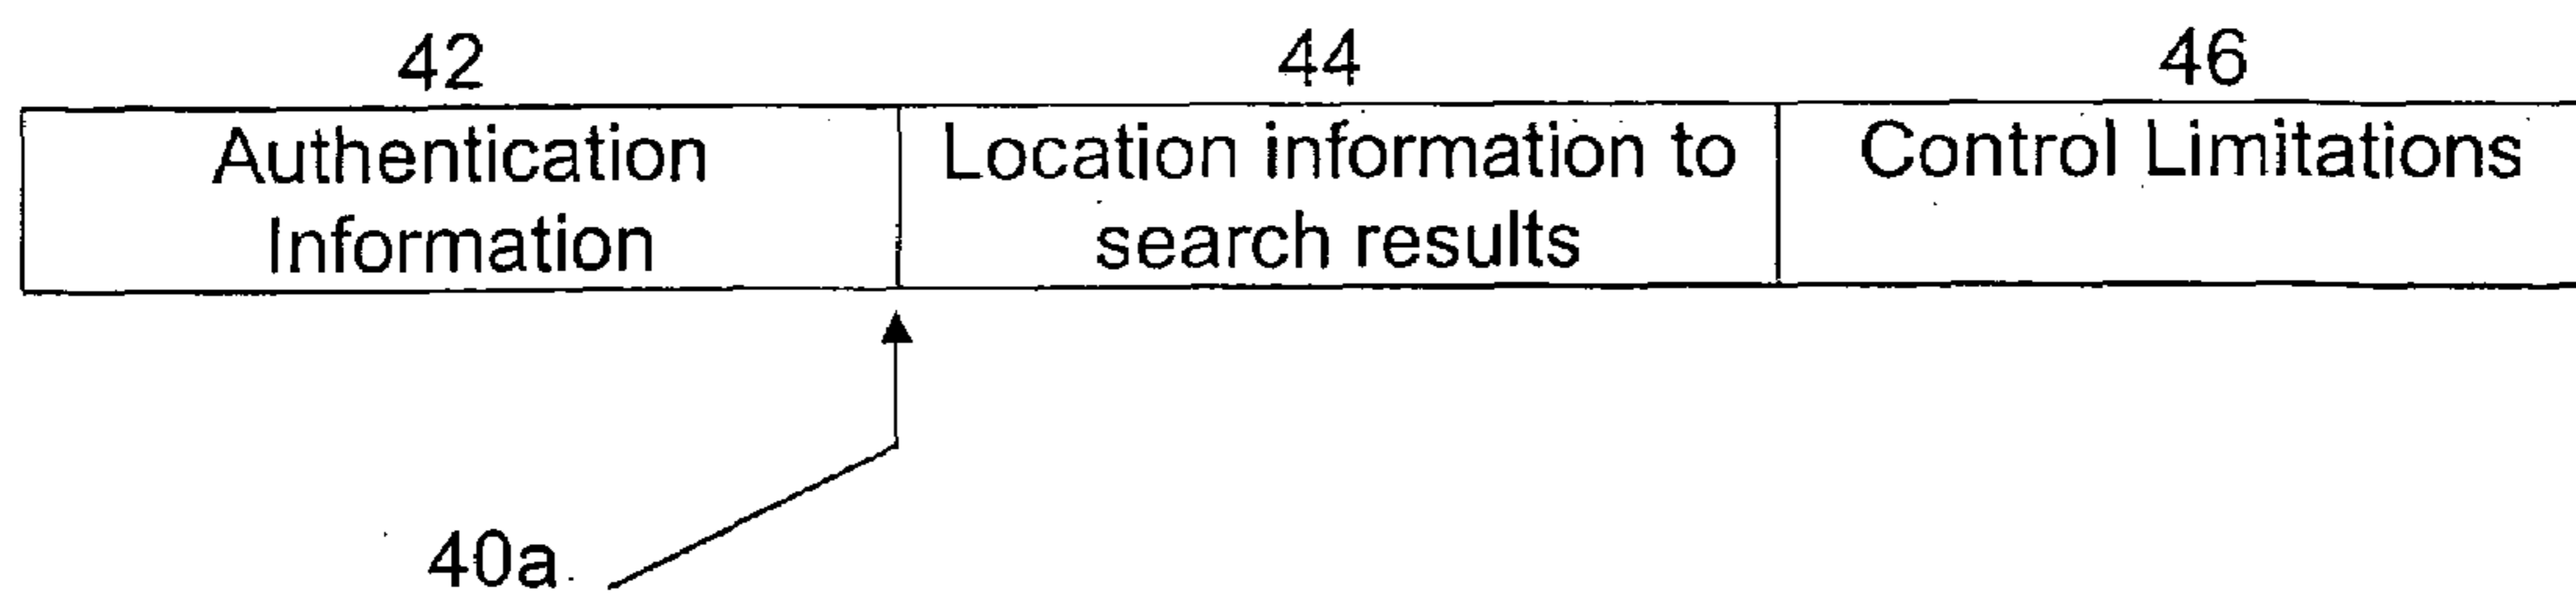 42 44 46
Authentication Information
Location information to search results
Control Limitations
40a